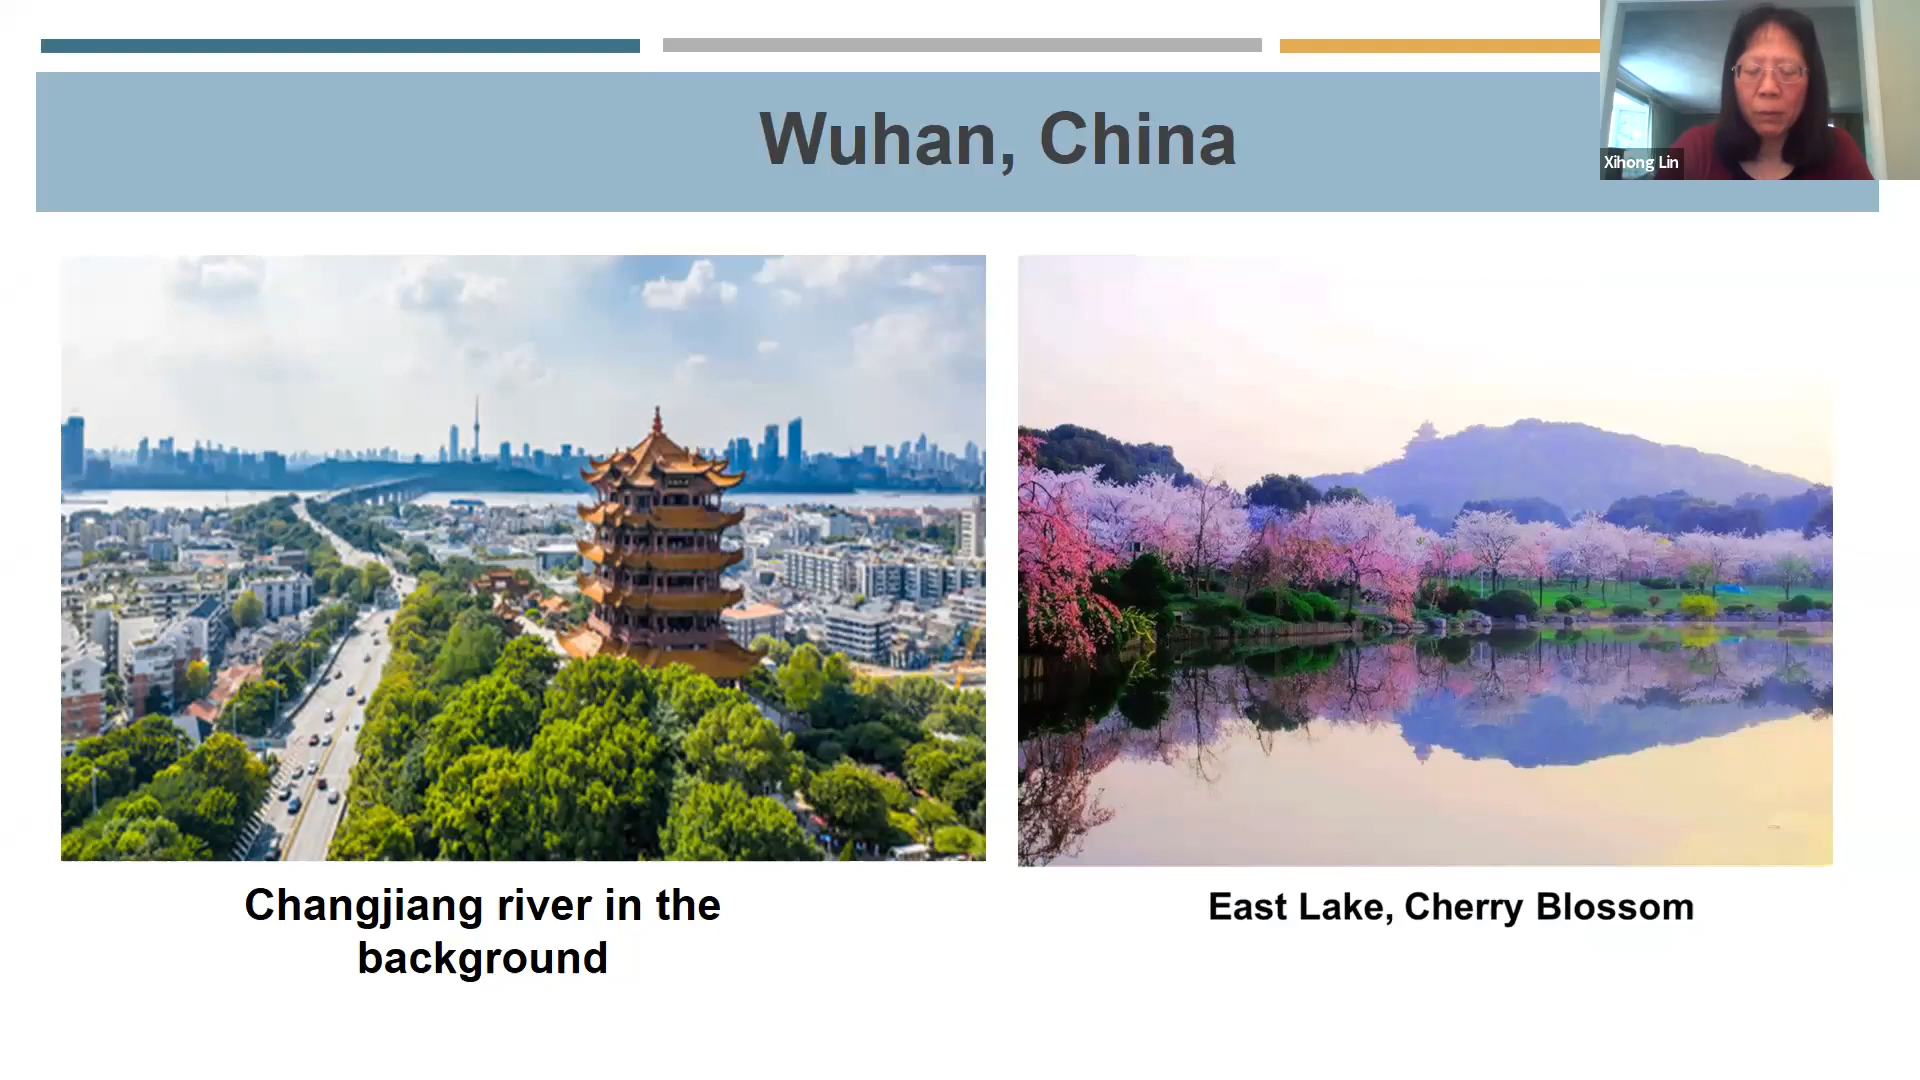 Wuhan, China
Xihong Lin
Changjiang river in the
background
East Lake, Cherry Blossom